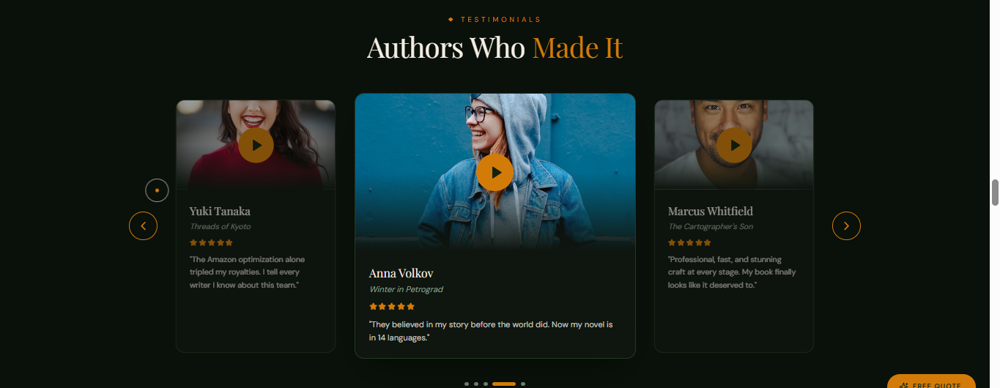 TESTIMONIALS
Authors Who Made It
Yuki Tanaka
Threads of Kyoto
"The Amazon optimization alone
tripled my royalties. I tell every
writer I know about this team."
Anna Volkov
Winter in Petrograd
"They believed in my story before the world did. Now my novel is
in 14 languages."
Marcus Whitfield
The Cartographer's Son
"Professional, fast, and stunning
craft at every stage. My book finally
looks like it deserved to."
FREE QUOTE